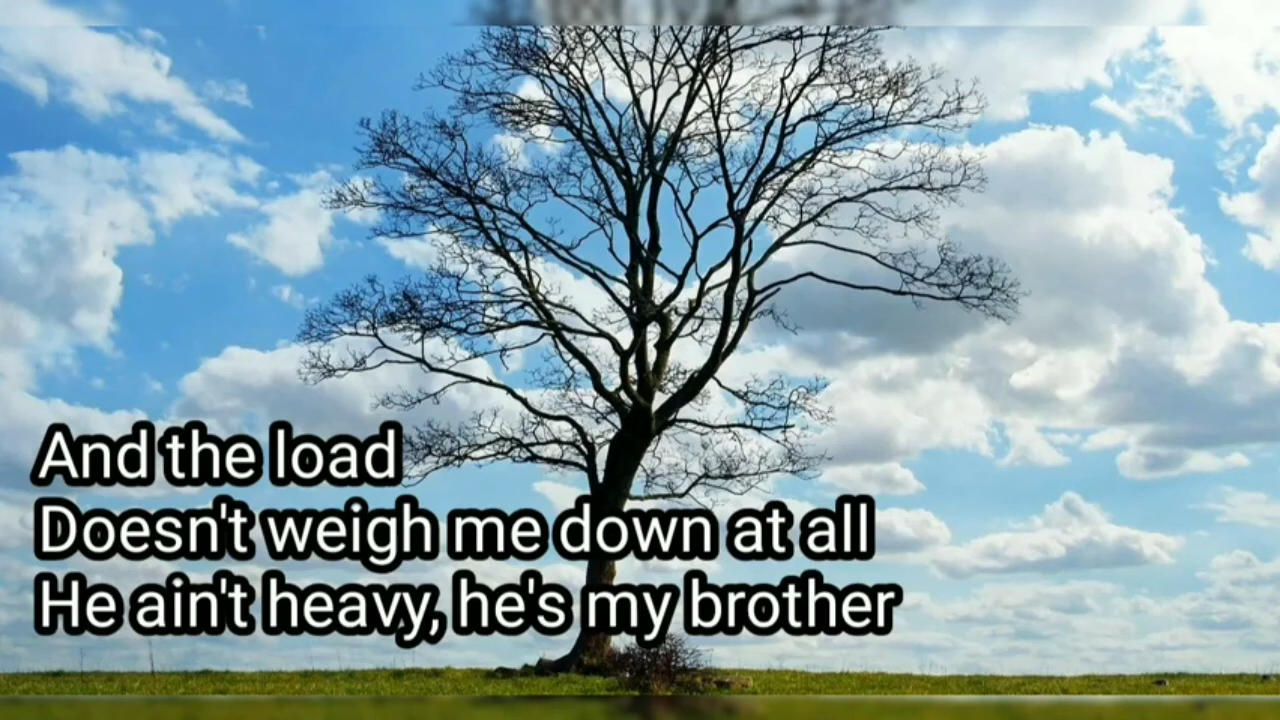 And the load
Doesn't weigh me down at all
He ain't heavy, he's my brother